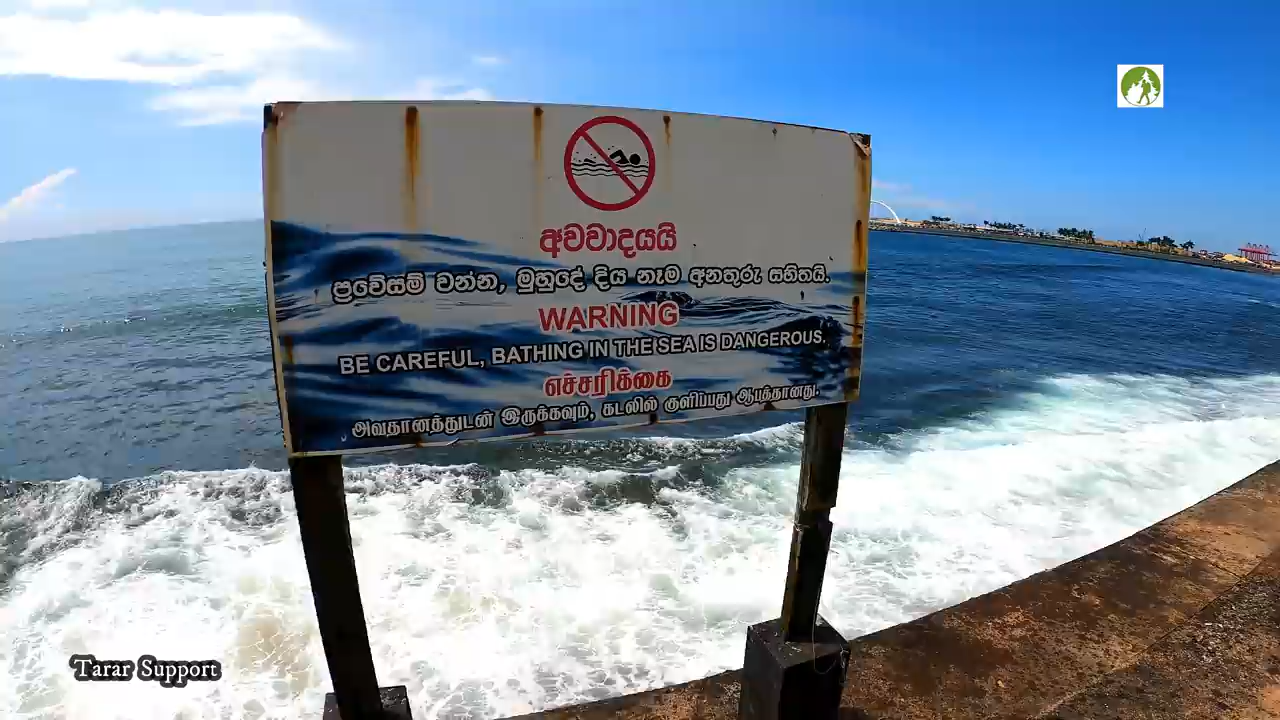 අවවාදයයි
ප්‍රවේසම් වන්න, මුහුදේ දිය නෑම අනතුරු සහිතයි.
WARNING
BE CAREFUL, BATHING IN THE SEA IS DANGEROUS.
எச்சரிக்கை
அவதானத்துடன் இருக்கவும், கடலில் குளிப்பது ஆபத்தானது.
Tarar Support